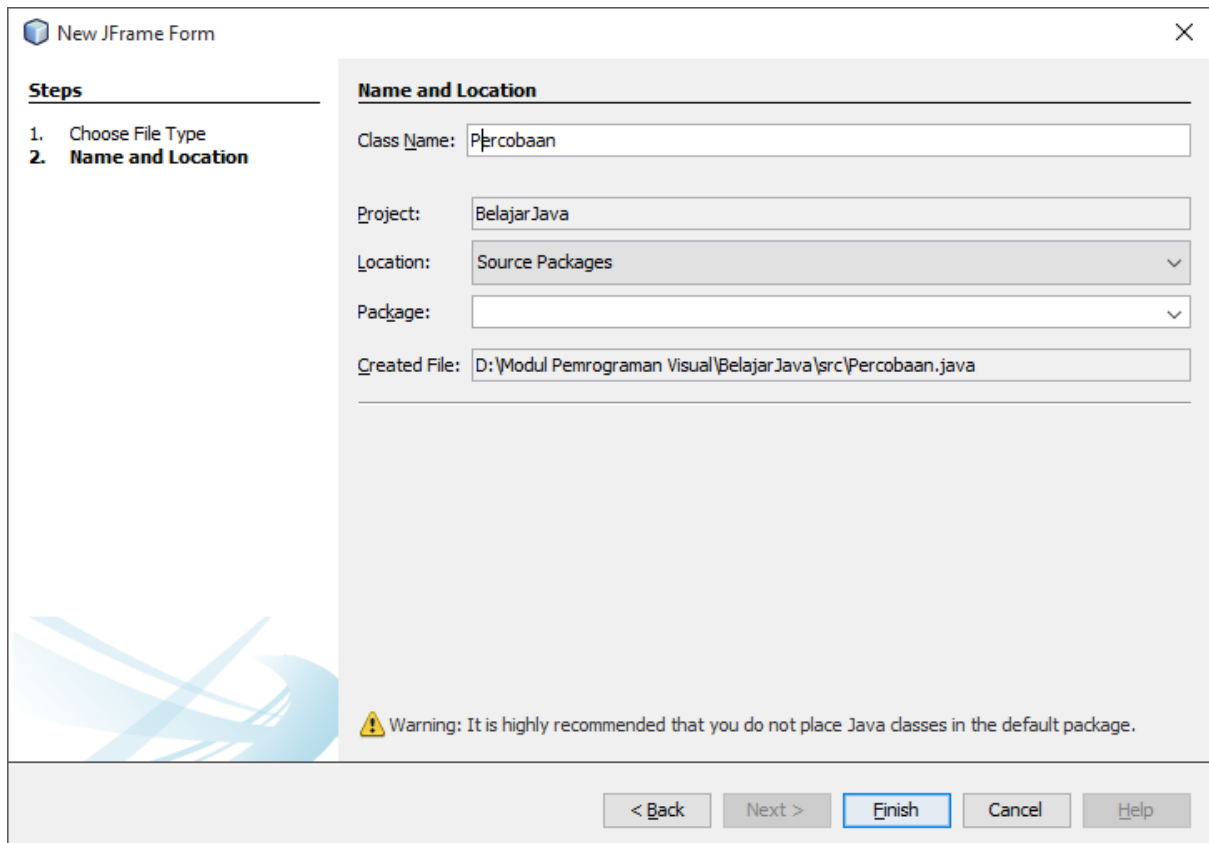 New JFrame Form
Steps
1. Choose File Type
2. Name and Location
Name and Location
Class Name: Percobaan
Project: BelajarJava
Location: Source Packages
Package:
Created File: D:\Modul Pemrograman Visual\BelajarJava\src\Percobaan.java
Warning: It is highly recommended that you do not place Java classes in the default package.
< Back Next > Finish Cancel Help